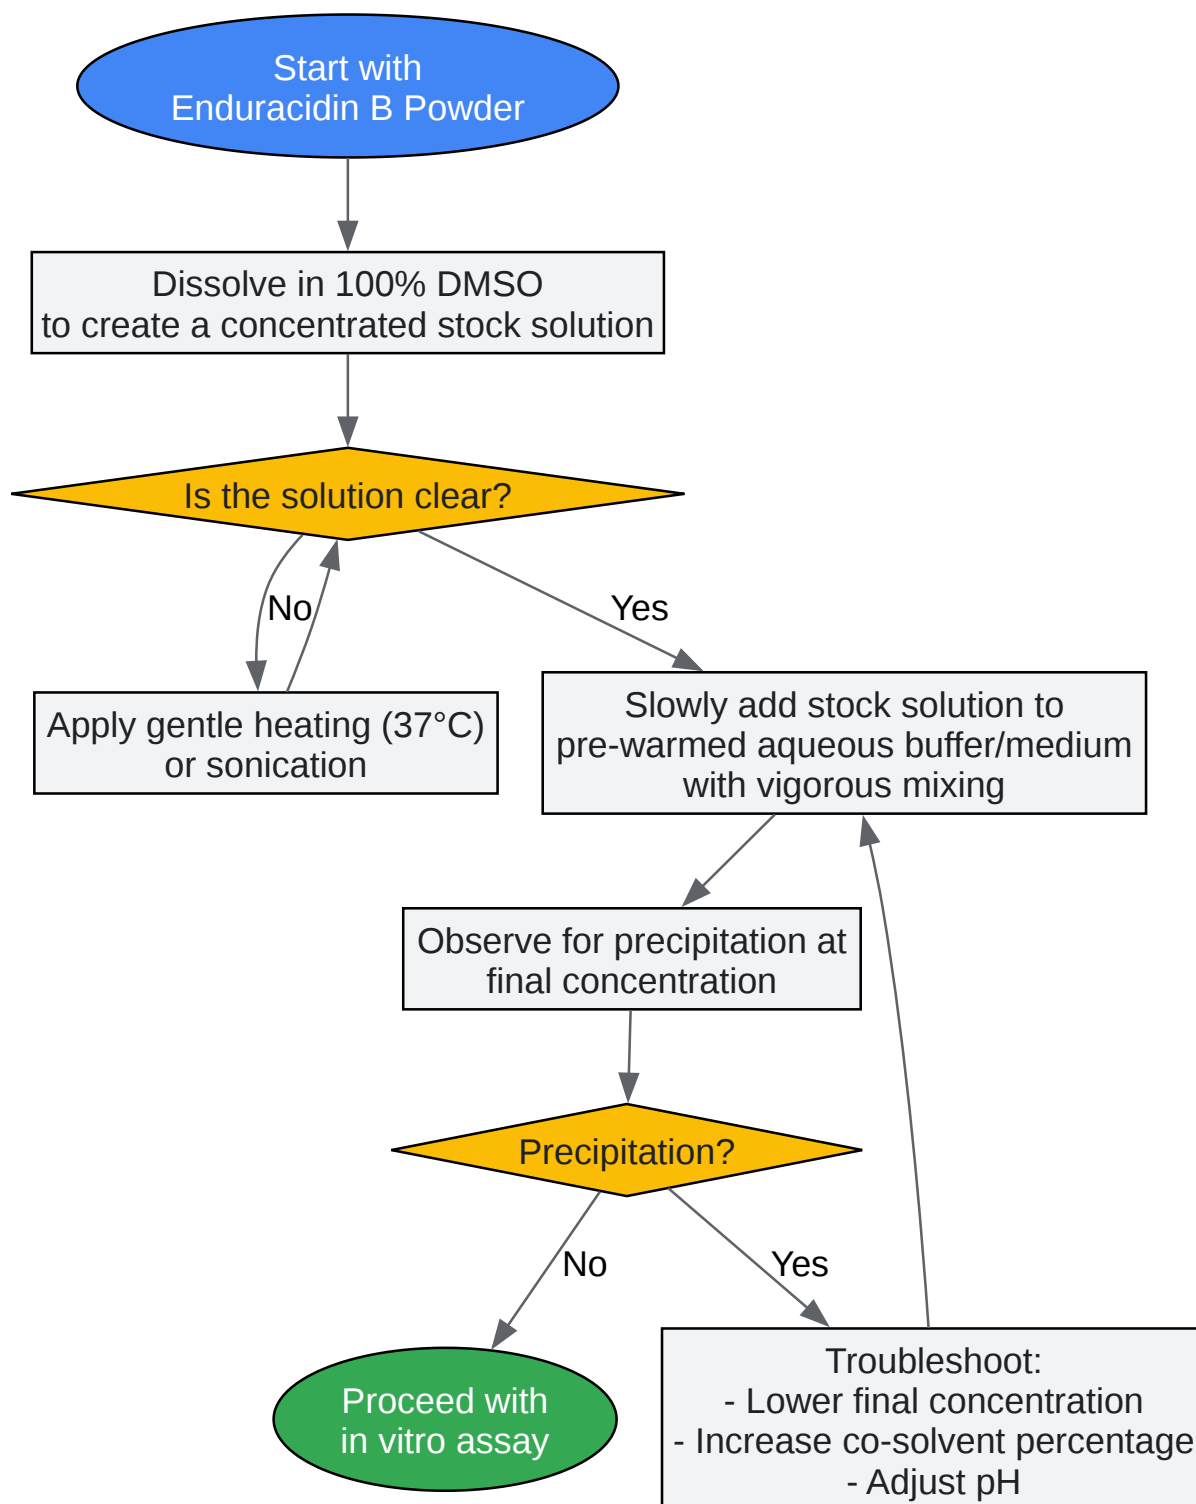 Start with
Enduracidin B Powder
Dissolve in 100% DMSO
to create a concentrated stock solution
Is the solution clear?
No
Yes
Apply gentle heating (37°C)
or sonication
Slowly add stock solution to
pre-warmed aqueous buffer/medium
with vigorous mixing
Observe for precipitation at
final concentration
Precipitation?
No
Yes
Proceed with
in vitro assay
Troubleshoot:
- Lower final concentration
- Increase co-solvent percentage
- Adjust pH